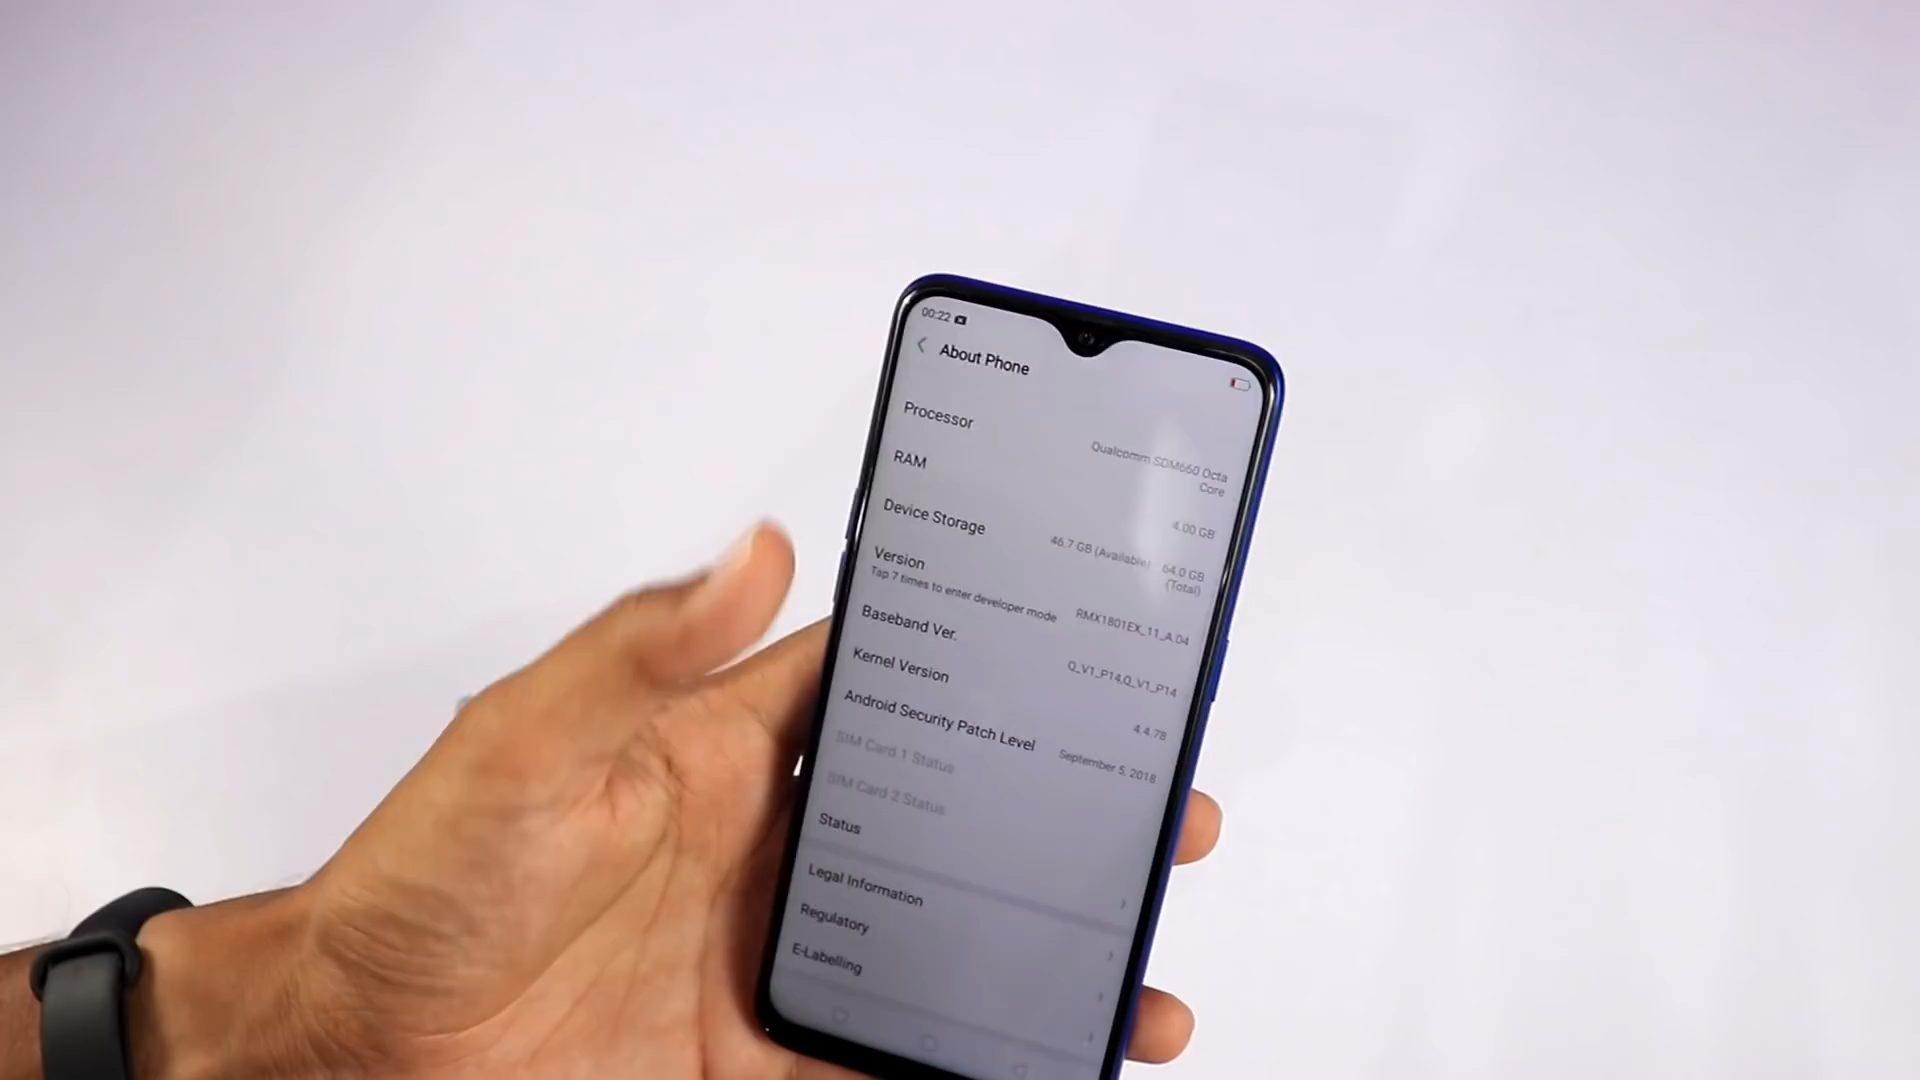 00:22
About Phone
Processor
Qualcomm SDM660 Octa
Core
RAM
4.00 GB
Device Storage
46.7 GB (Available) 64.0 GB
(Total)
Version
Tap 7 times to enter developer mode
RMX1801EX_11_A.04
Baseband Ver.
Q_V1_P14,Q_V1_P14
Kernel Version
4.4.78
Android Security Patch Level
September 5, 2018
SIM Card 1 Status
SIM Card 2 Status
Status
Legal Information
Regulatory
E-Labelling